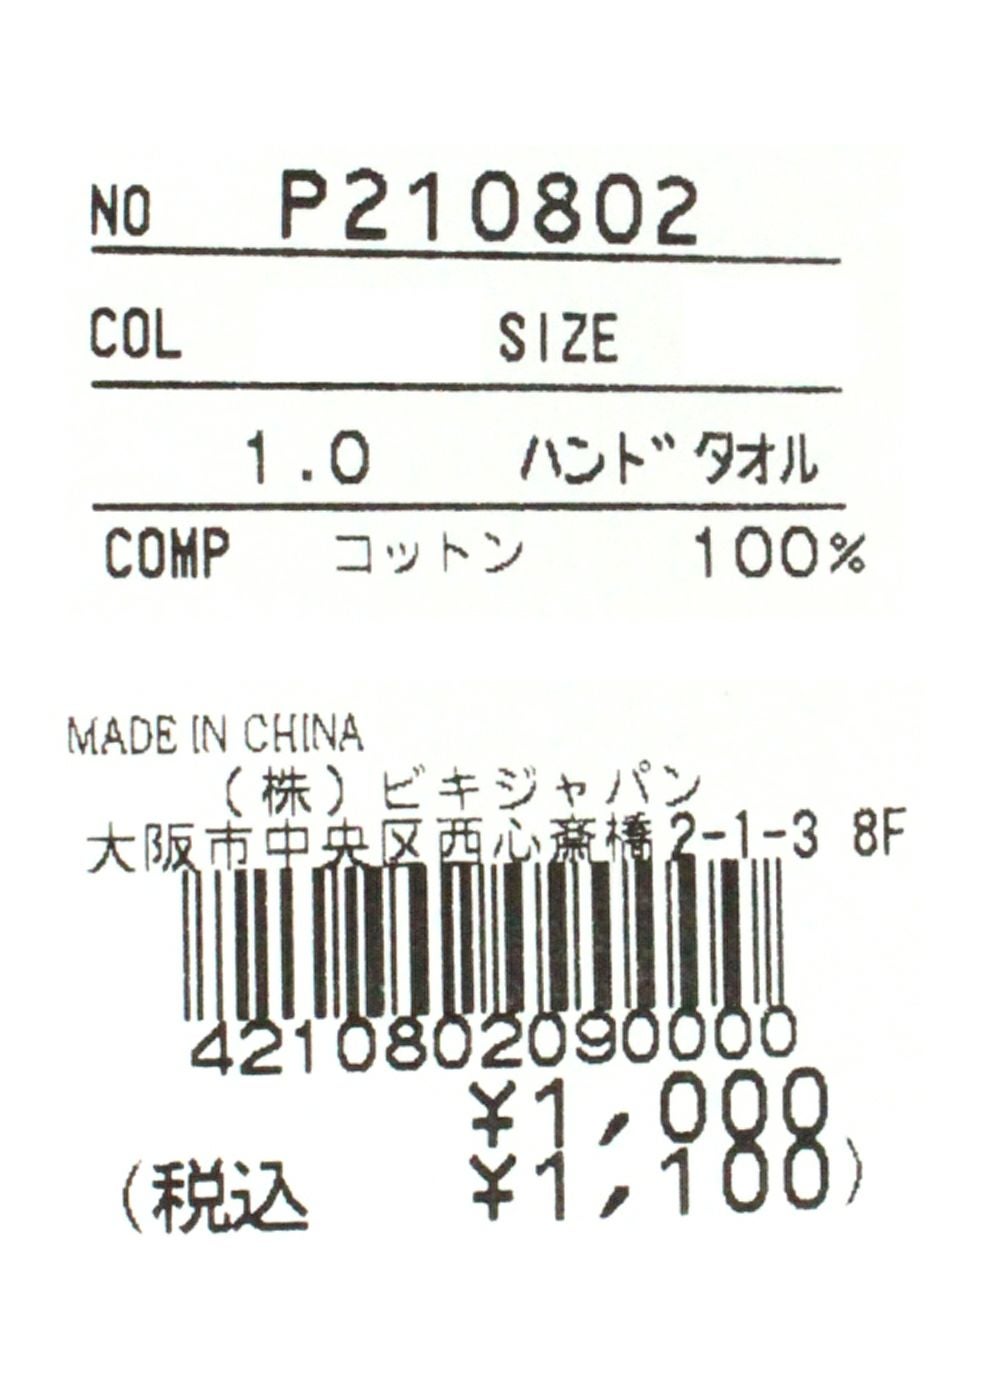 NO P210802
COL SIZE
1.0 ハンドタオル
COMP コットン 100%
MADE IN CHINA
(株)ビキジャパン
大阪市中央区西心斎橋2-1-3 8F
4210802090000
¥1,000
(税込 ¥1,100)